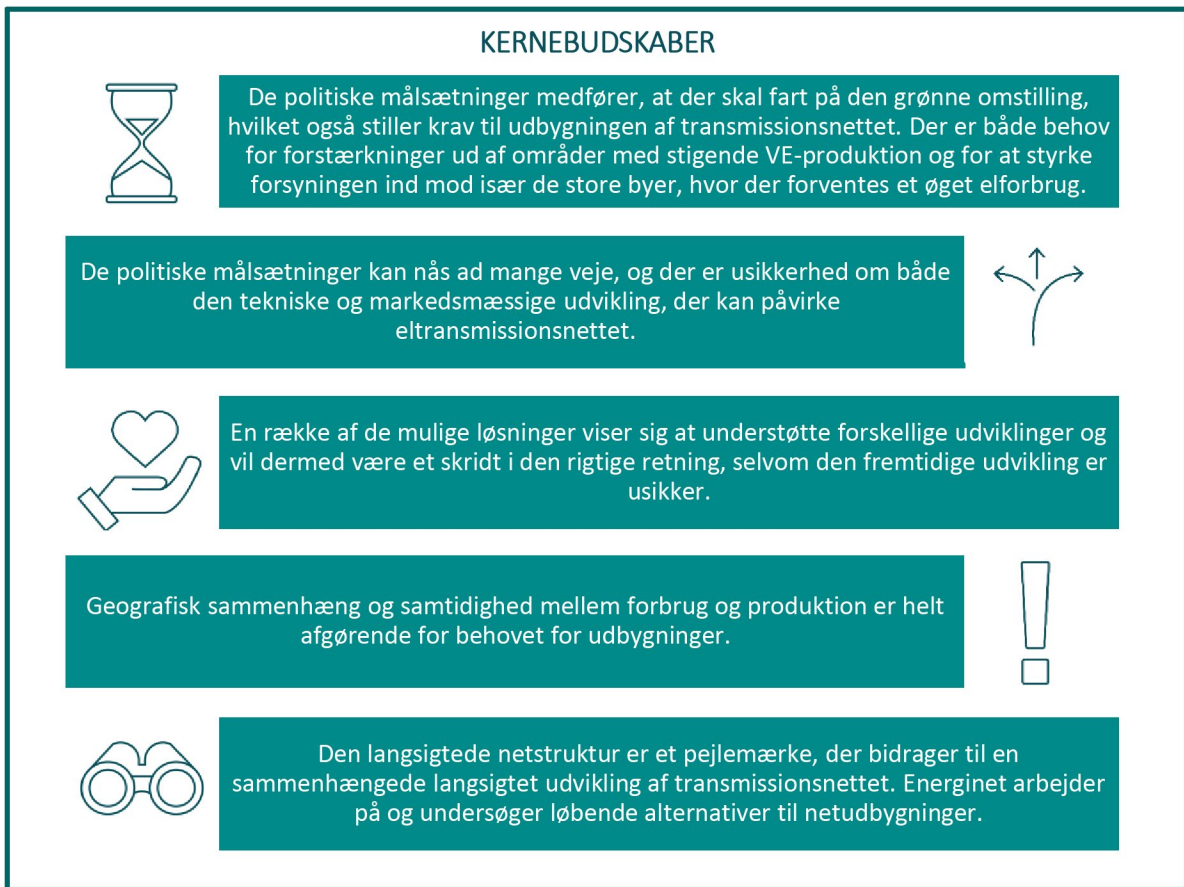 KERNEBUDSKABER
De politiske målsætninger medfører, at der skal fart på den grønne omstilling,
hvilket også stiller krav til udbygningen af transmissionsnettet. Der er både behov
for forstærkninger ud af områder med stigende VE-produktion og for at styrke
forsyningen ind mod især de store byer, hvor der forventes et øget elforbrug.
De politiske målsætninger kan nås ad mange veje, og der er usikkerhed om både
den tekniske og markedsmæssige udvikling, der kan påvirke
eltransmissionsnettet.
En række af de mulige løsninger viser sig at understøtte forskellige udviklinger og
vil dermed være et skridt i den rigtige retning, selvom den fremtidige udvikling er
usikker.
Geografisk sammenhæng og samtidighed mellem forbrug og produktion er helt
afgørende for behovet for udbygninger.
Den langsigtede netstruktur er et pejlemærke, der bidrager til en
sammenhængede langsigtet udvikling af transmissionsnettet. Energinet arbejder
på og undersøger løbende alternativer til netudbygninger.